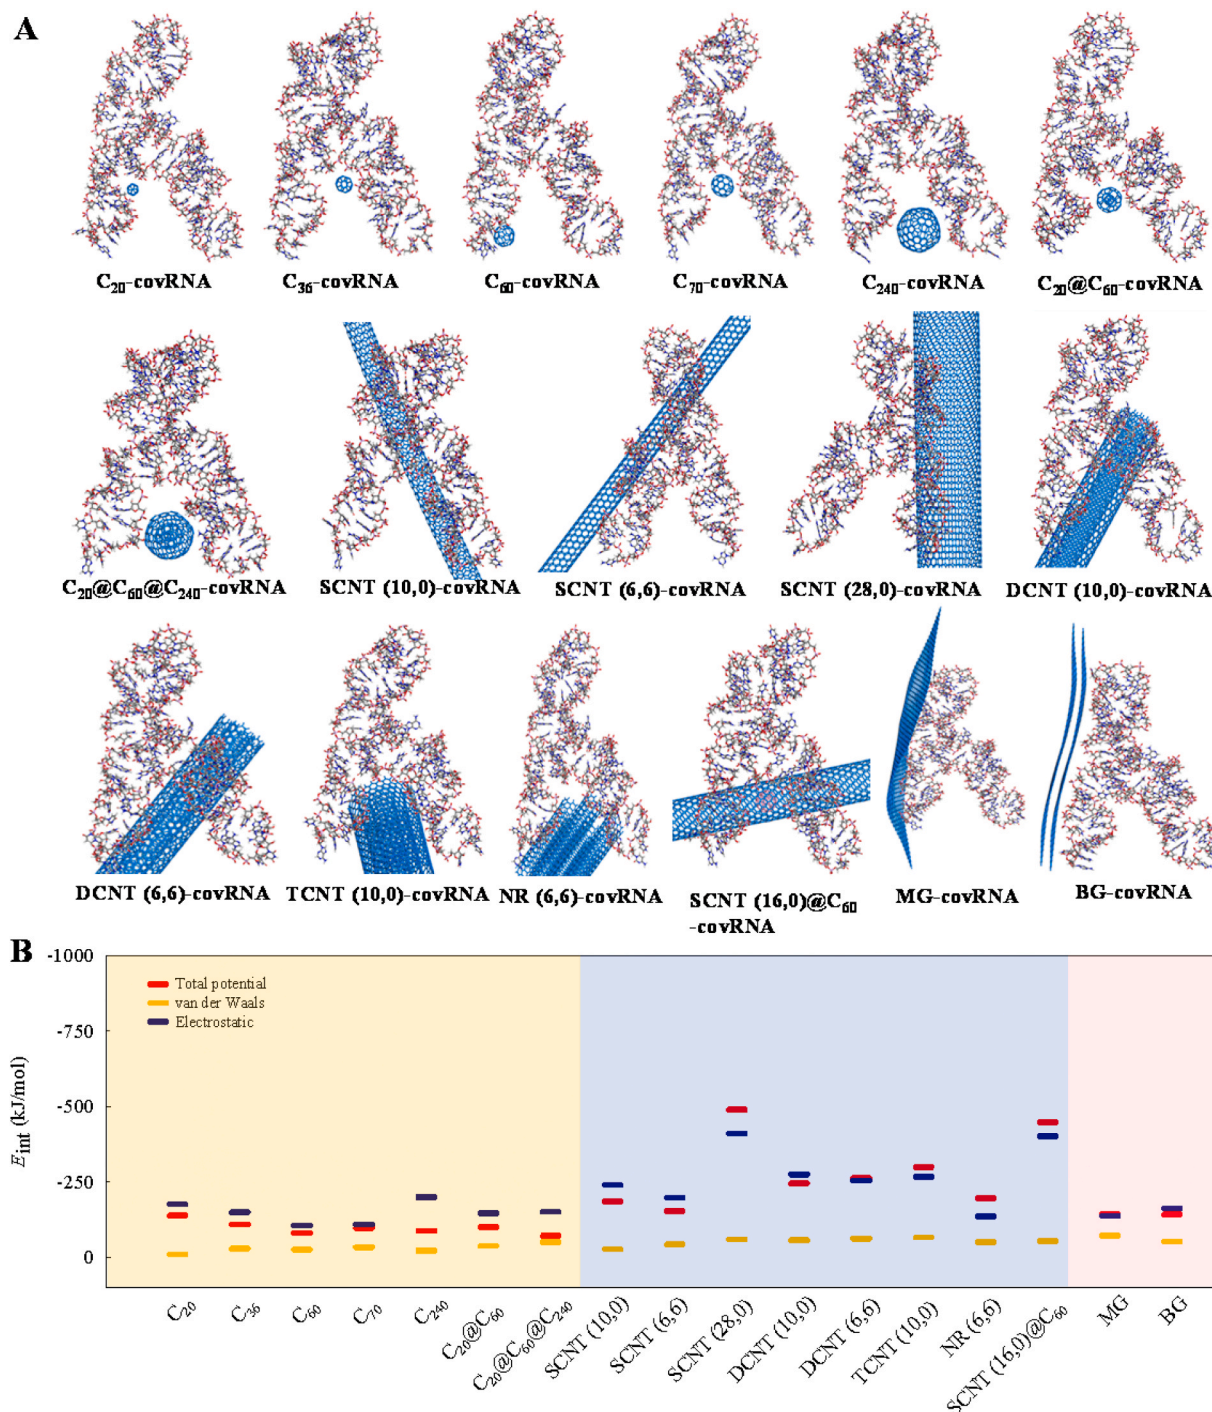 A
C₂₀-covRNA
C₃₆-covRNA
C₆₀-covRNA
C₇₀-covRNA
C₂₄₀-covRNA
C₂₀@C₆₀-covRNA
C₂₀@C₆₀@C₂₄₀-covRNA
SCNT (10,0)-covRNA
SCNT (6,6)-covRNA
SCNT (28,0)-covRNA
DCNT (10,0)-covRNA
DCNT (6,6)-covRNA
TCNT (10,0)-covRNA
NR (6,6)-covRNA
SCNT (16,0)@C₆₀
-covRNA
MG-covRNA
BG-covRNA
B
-1000
-750
-500
-250
0
E_int (kJ/mol)
Total potential
van der Waals
Electrostatic
C₂₀
C₃₆
C₆₀
C₇₀
C₂₄₀
C₂₀@C₆₀
C₂₀@C₆₀@C₂₄₀
SCNT (10,0)
SCNT (6,6)
SCNT (28,0)
DCNT (10,0)
DCNT (6,6)
TCNT (10,0)
NR (6,6)
SCNT (16,0)@C₆₀
MG
BG